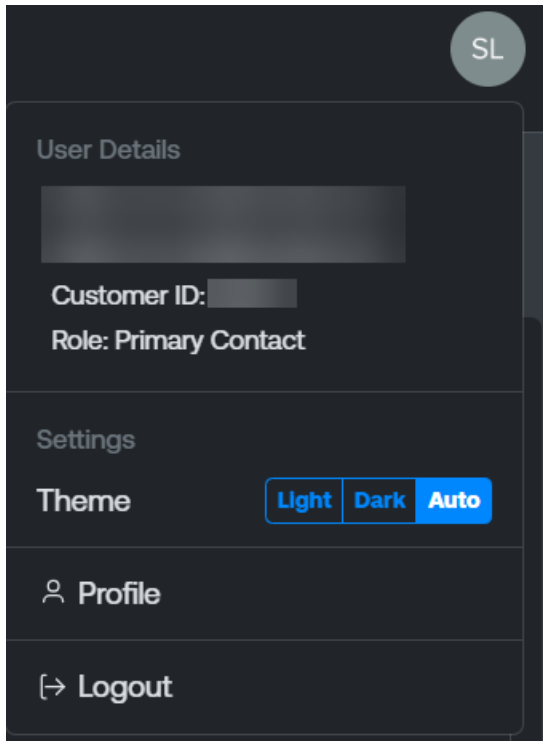 SL
User Details
Customer ID:
Role: Primary Contact
Settings
Theme Light Dark Auto
Profile
Logout